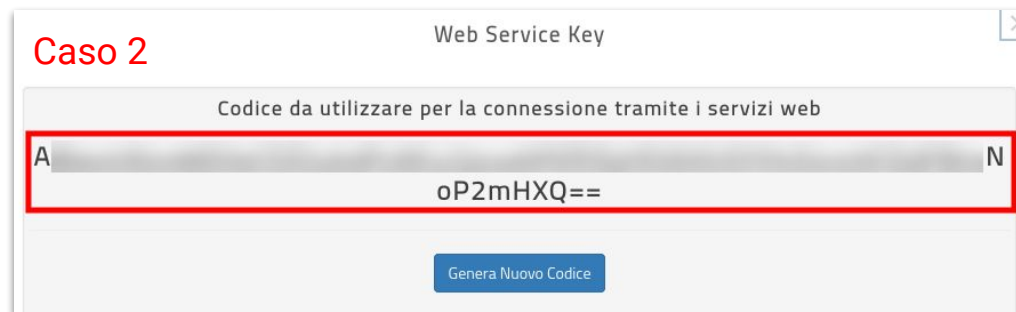 Web Service Key
Caso 2
Codice da utilizzare per la connessione tramite i servizi web
A N
oP2mHXQ==
Genera Nuovo Codice